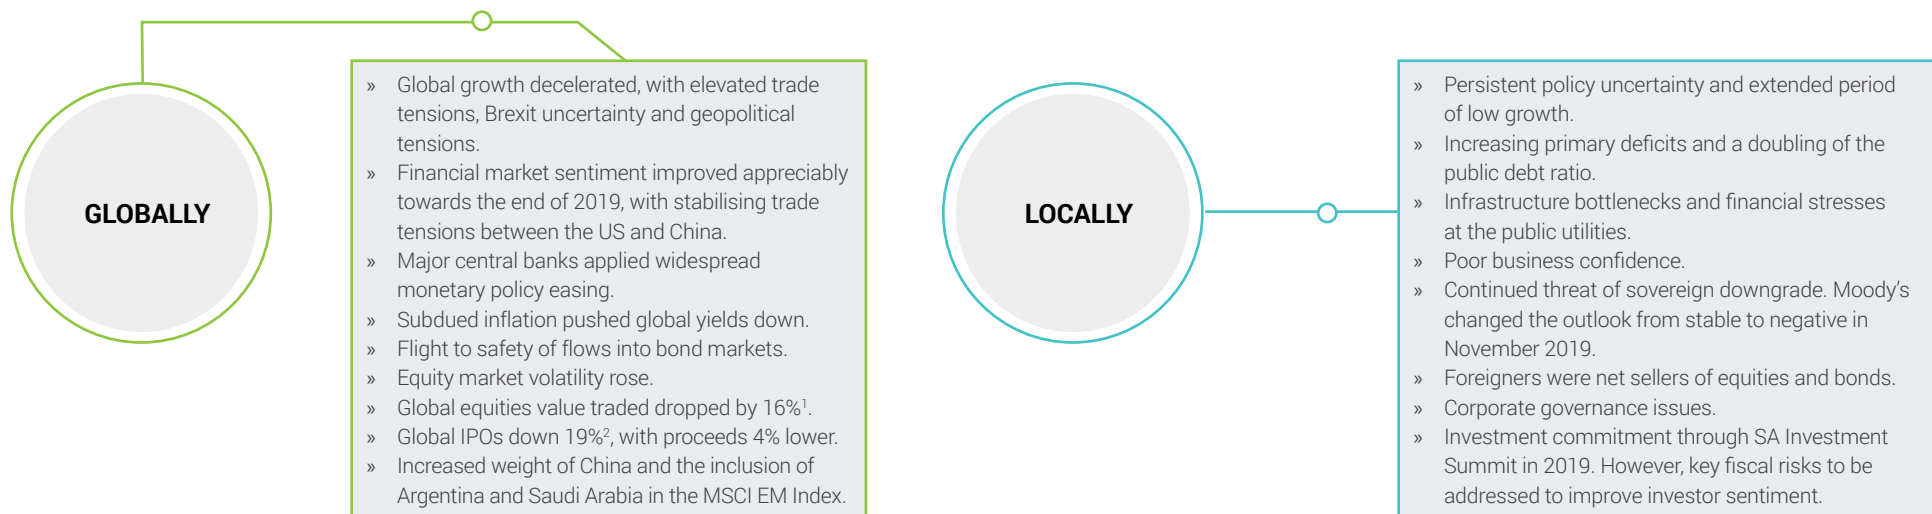 GLOBALLY
» Global growth decelerated, with elevated trade
tensions, Brexit uncertainty and geopolitical
tensions.
» Financial market sentiment improved appreciably
towards the end of 2019, with stabilising trade
tensions between the US and China.
» Major central banks applied widespread
monetary policy easing.
» Subdued inflation pushed global yields down.
» Flight to safety of flows into bond markets.
» Equity market volatility rose.
» Global equities value traded dropped by 16%¹.
» Global IPOs down 19%², with proceeds 4% lower.
» Increased weight of China and the inclusion of
Argentina and Saudi Arabia in the MSCI EM Index.
LOCALLY
» Persistent policy uncertainty and extended period
of low growth.
» Increasing primary deficits and a doubling of the
public debt ratio.
» Infrastructure bottlenecks and financial stresses
at the public utilities.
» Poor business confidence.
» Continued threat of sovereign downgrade. Moody’s
changed the outlook from stable to negative in
November 2019.
» Foreigners were net sellers of equities and bonds.
» Corporate governance issues.
» Investment commitment through SA Investment
Summit in 2019. However, key fiscal risks to be
addressed to improve investor sentiment.